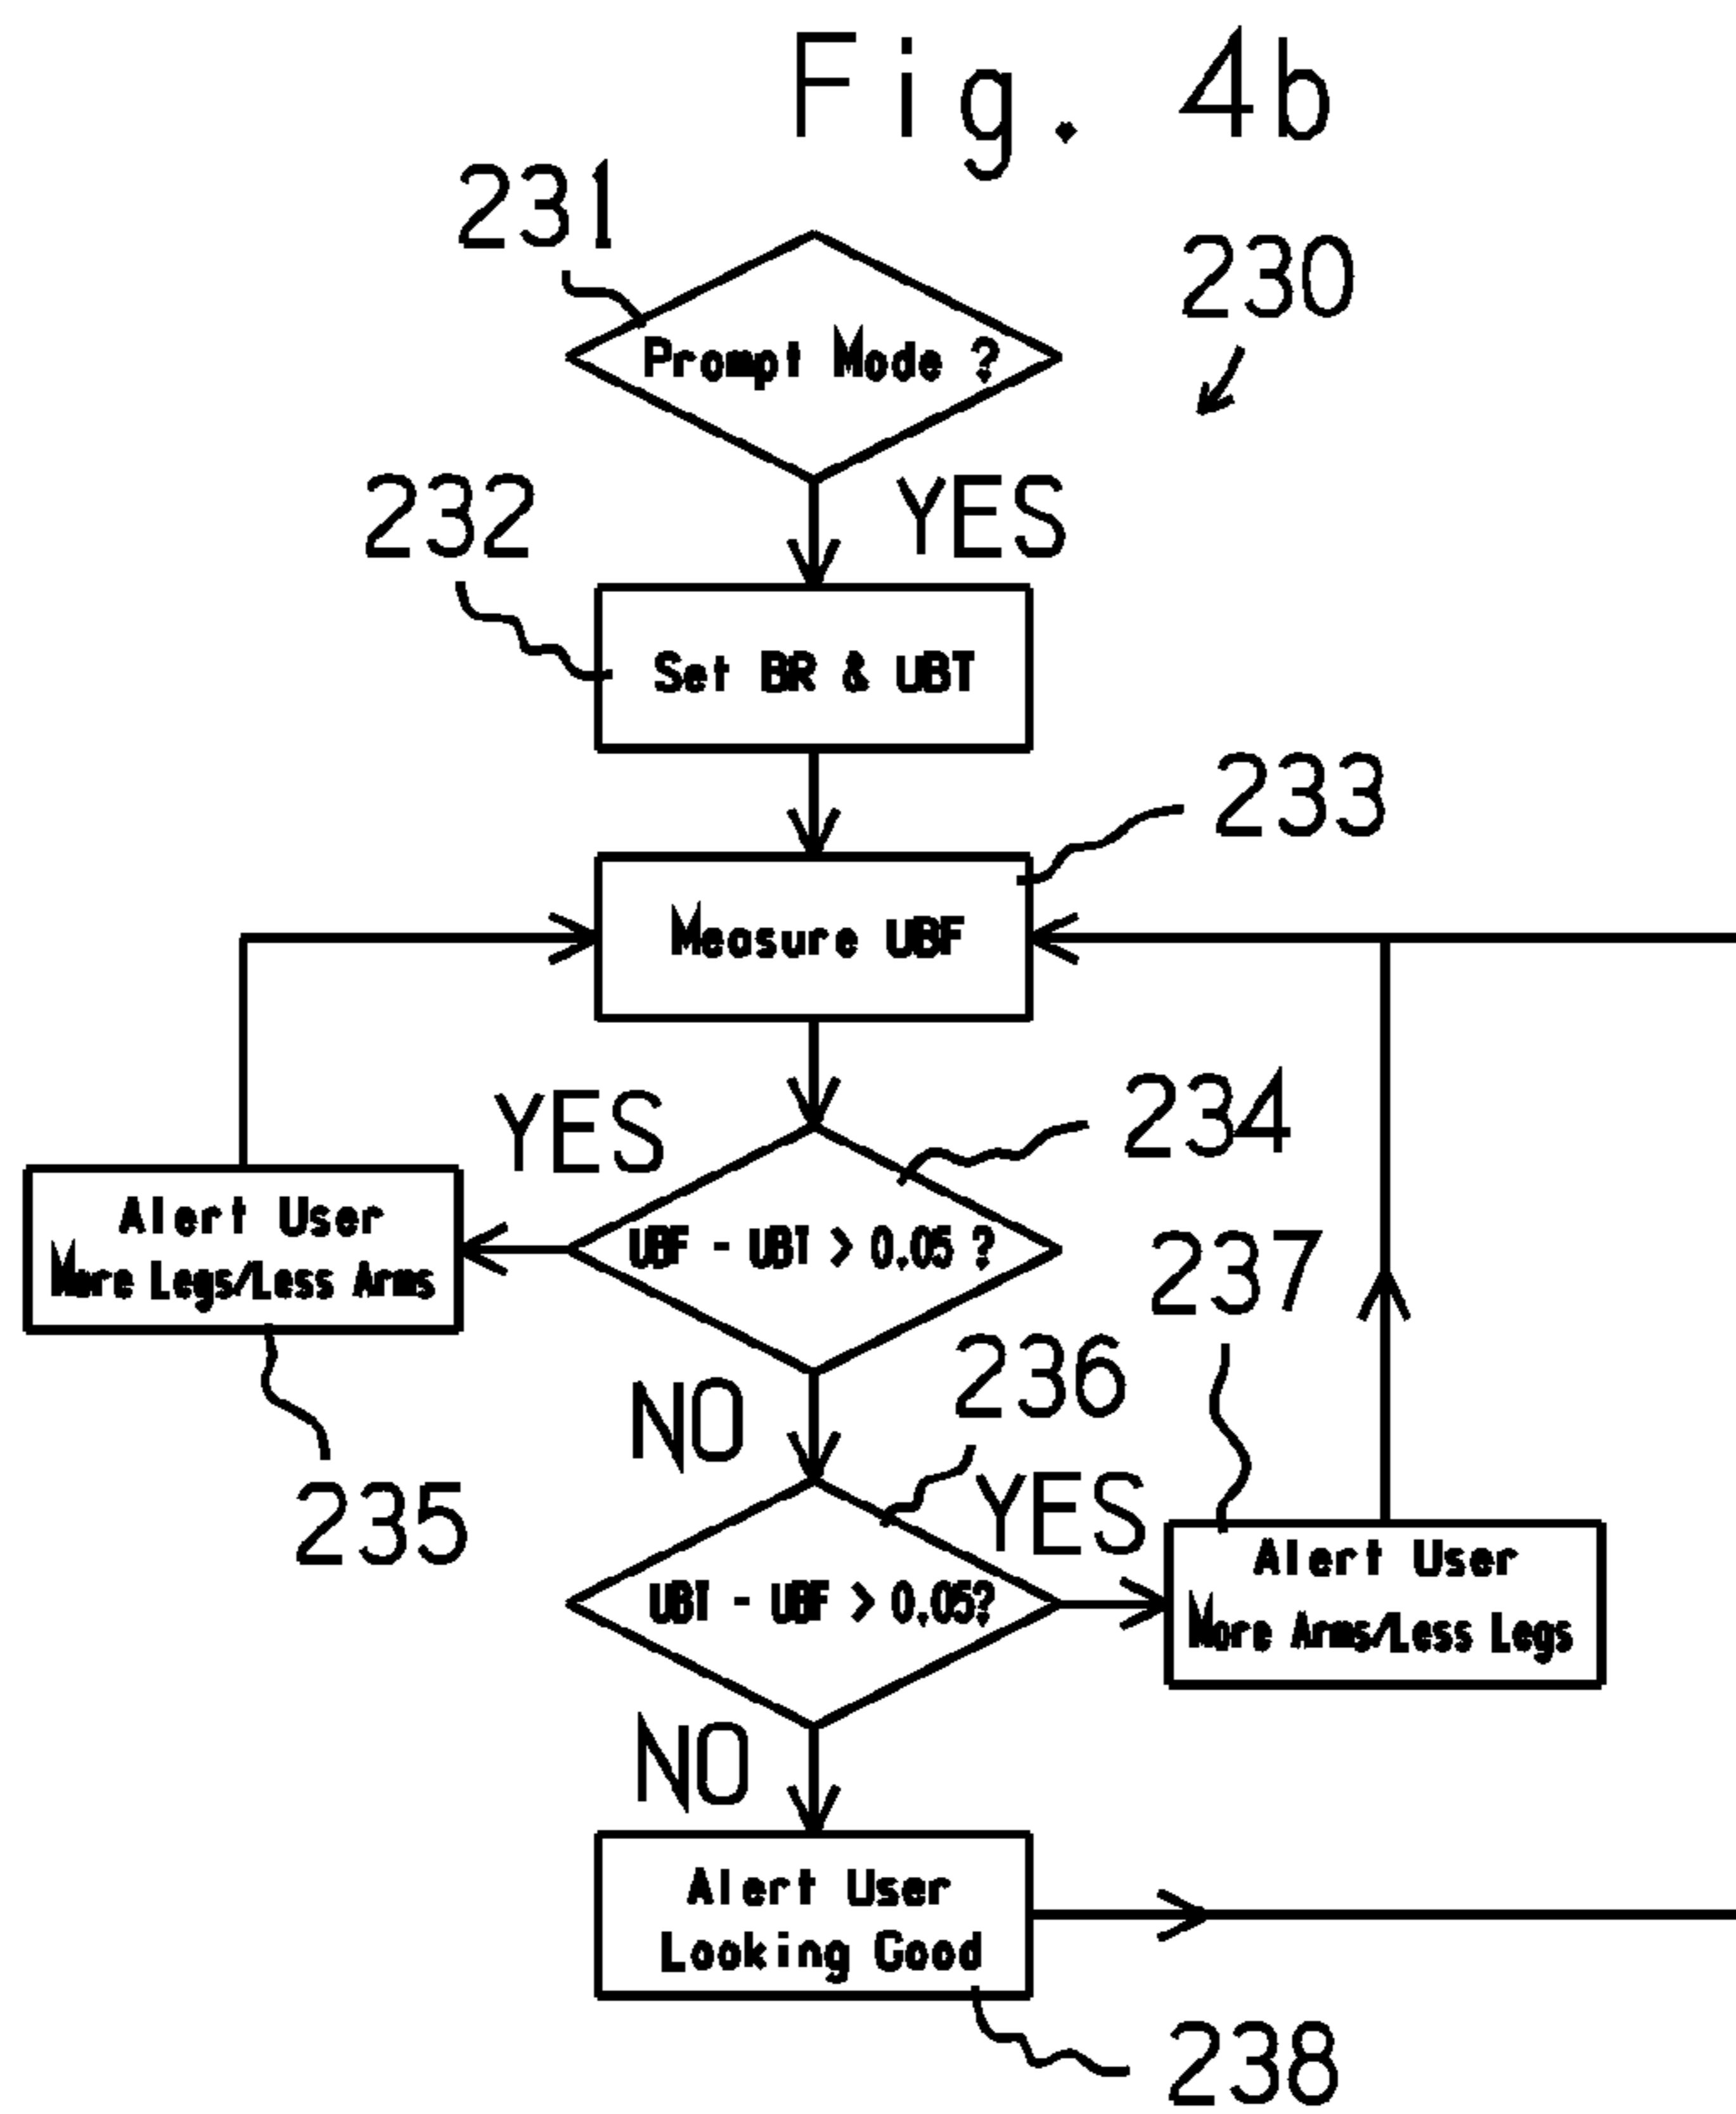 Fig. 4b
231
230
Prompt Mode ?
232
YES
Set BR & UBT
233
Measure UBF
YES
234
Alert User
More Legs/Less Arms
UBF - UBT > 0.05 ?
237
236
NO
235
YES
Alert User
More Arms/Less Legs
UBT - UBF > 0.05?
NO
Alert User
Looking Good
238